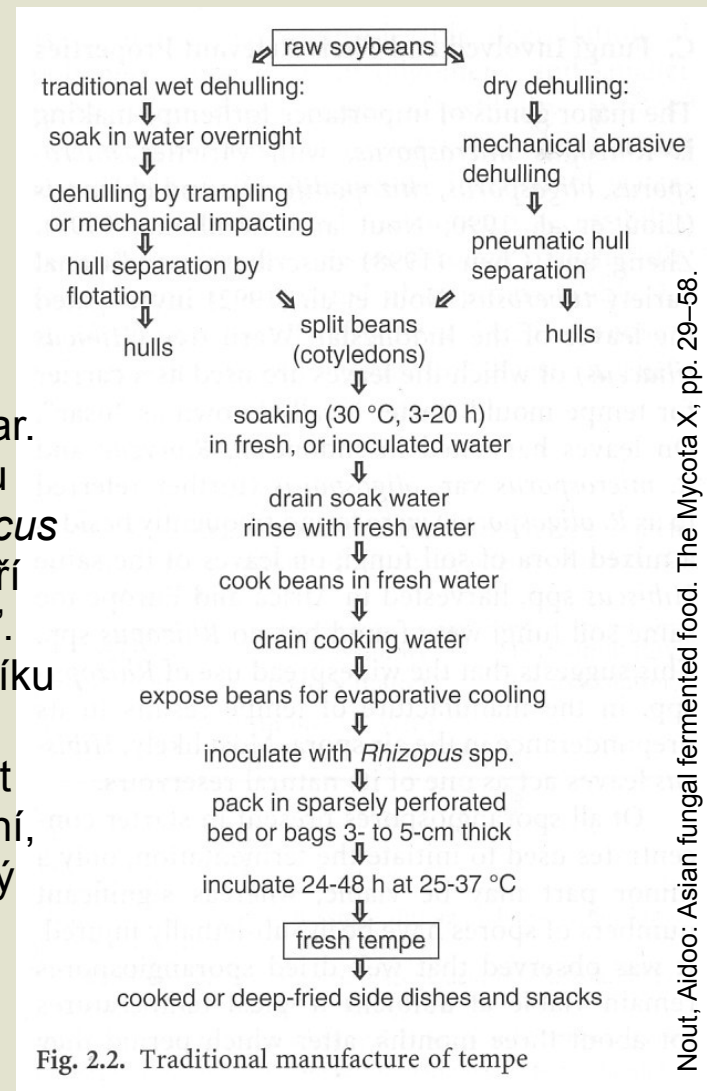 raw soybeans
traditional wet dehulling:
soak in water overnight
dehulling by trampling
or mechanical impacting
hull separation by
flotation
hulls
dry dehulling:
mechanical abrasive
dehulling
pneumatic hull
separation
hulls
split beans
(cotyledons)
soaking (30 °C, 3-20 h)
in fresh, or inoculated water
drain soak water
rinse with fresh water
cook beans in fresh water
drain cooking water
expose beans for evaporative cooling
inoculate with Rhizopus spp.
pack in sparsely perforated
bed or bags 3- to 5-cm thick
incubate 24-48 h at 25-37 °C
fresh tempe
cooked or deep-fried side dishes and snacks
Fig. 2.2. Traditional manufacture of tempe
Nout, Aidoo: Asian fungal fermented food. The Mycota X, pp. 29–58.
ar.
u
cus
ří
íku
t
ní,
ý